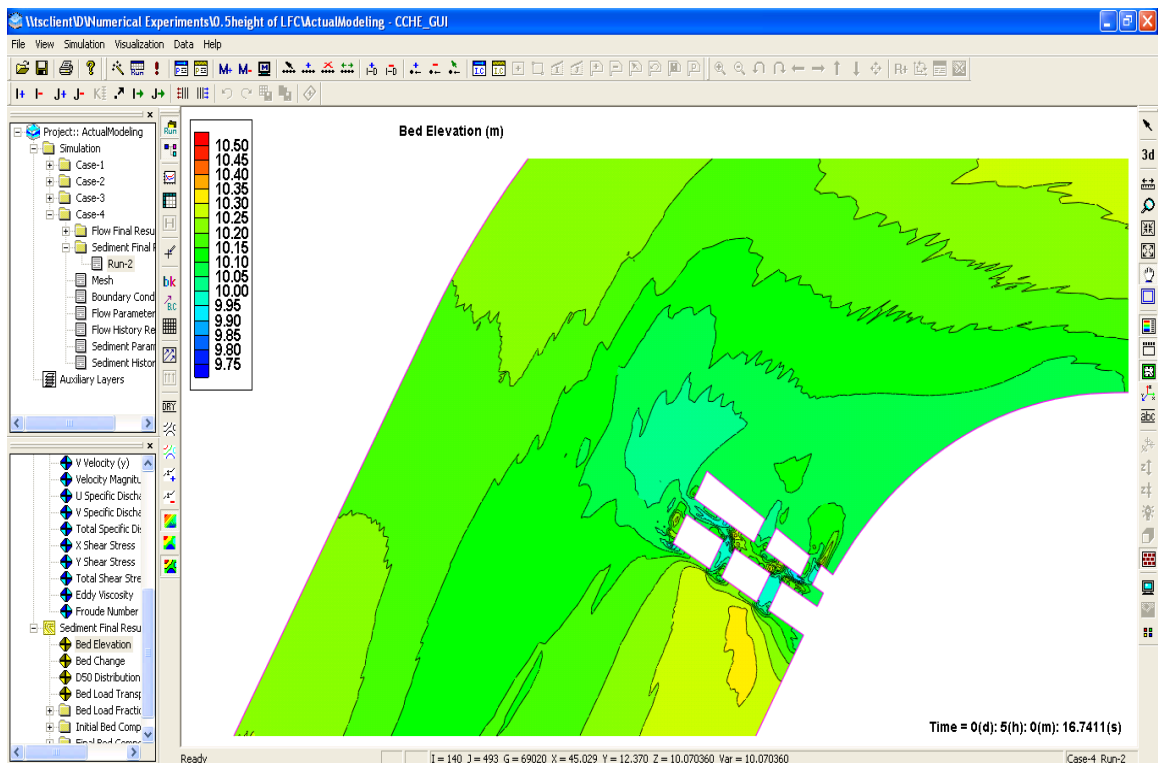 \\tsclient\D\Numerical Experiments\0.5height of LFC\ActualModeling - CCHE_GUI
File View Simulation Visualization Data Help
Project:: ActualModeling
Simulation
Case-1
Case-2
Case-3
Case-4
Flow Final Resu
Sediment Final F
Run-2
Mesh
Boundary Cond
Flow Parameter
Flow History Re
Sediment Paran
Sediment Histor
Auxiliary Layers
V Velocity (y)
Velocity Magnitu
U Specific Discha
V Specific Discha
Total Specific Di
X Shear Stress
Y Shear Stress
Total Shear Stre
Eddy Viscosity
Froude Number
Sediment Final Resu
Bed Elevation
Bed Change
D50 Distribution
Bed Load Transp
Bed Load Fractio
Initial Bed Comp
Final Bed Compo
Run
bk
B.C
DRY
Bed Elevation (m)
10.50
10.45
10.40
10.35
10.30
10.25
10.20
10.15
10.10
10.05
10.00
9.95
9.90
9.85
9.80
9.75
Time = 0(d): 5(h): 0(m): 16.7411(s)
3d
abc
Ready
I = 140 J = 493 G = 69020 X = 45.029 Y = 12.370 Z = 10.070360 Var = 10.070360
Case-4 Run-2